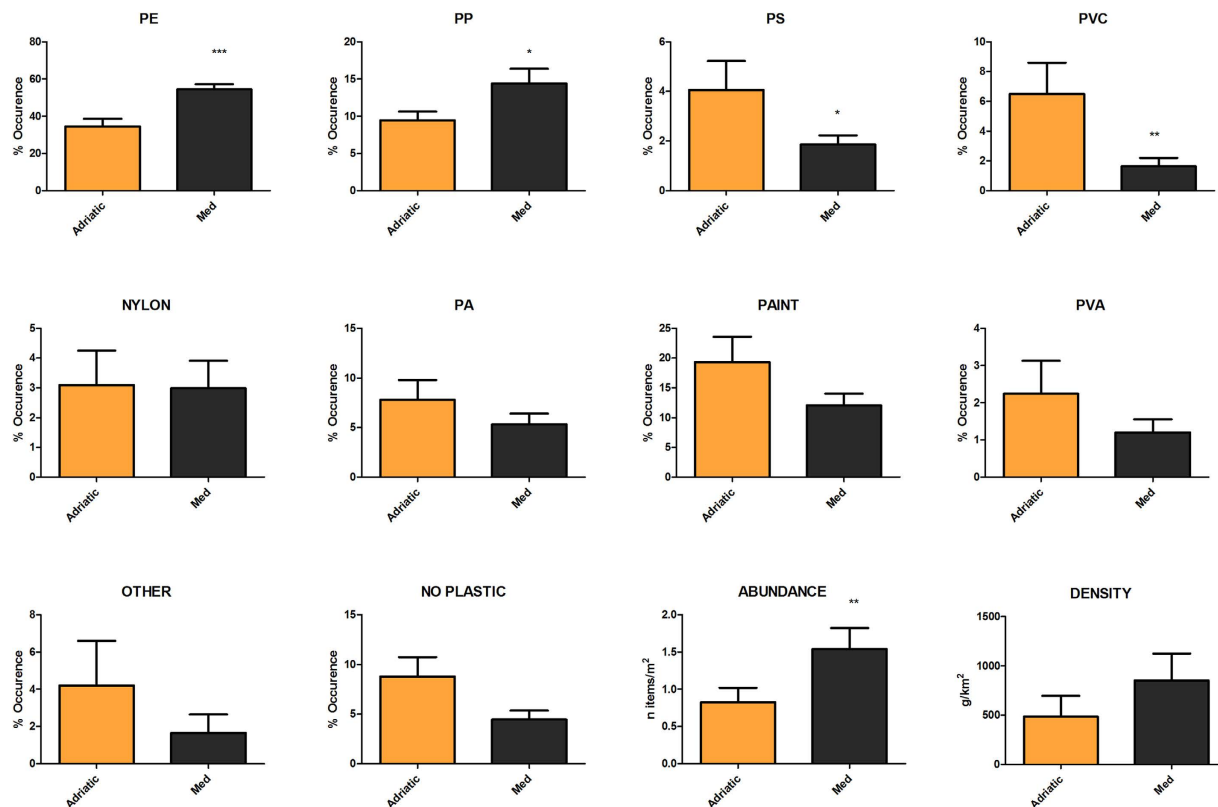 PE
% Occurence
80
60
40
20
0
***
Adriatic
Med
PP
% Occurence
20
15
10
5
0
*
Adriatic
Med
PS
% Occurence
6
4
2
0
*
Adriatic
Med
PVC
% Occurence
10
8
6
4
2
0
**
Adriatic
Med
NYLON
% Occurence
5
4
3
2
1
0
Adriatic
Med
PA
% Occurence
15
10
5
0
Adriatic
Med
PAINT
% Occurence
25
20
15
10
5
0
Adriatic
Med
PVA
% Occurence
4
3
2
1
0
Adriatic
Med
OTHER
% Occurence
8
6
4
2
0
Adriatic
Med
NO PLASTIC
% Occurence
15
10
5
0
Adriatic
Med
ABUNDANCE
n items/m²
2.0
1.5
1.0
0.5
0.0
**
Adriatic
Med
DENSITY
g/km²
1500
1000
500
0
Adriatic
Med